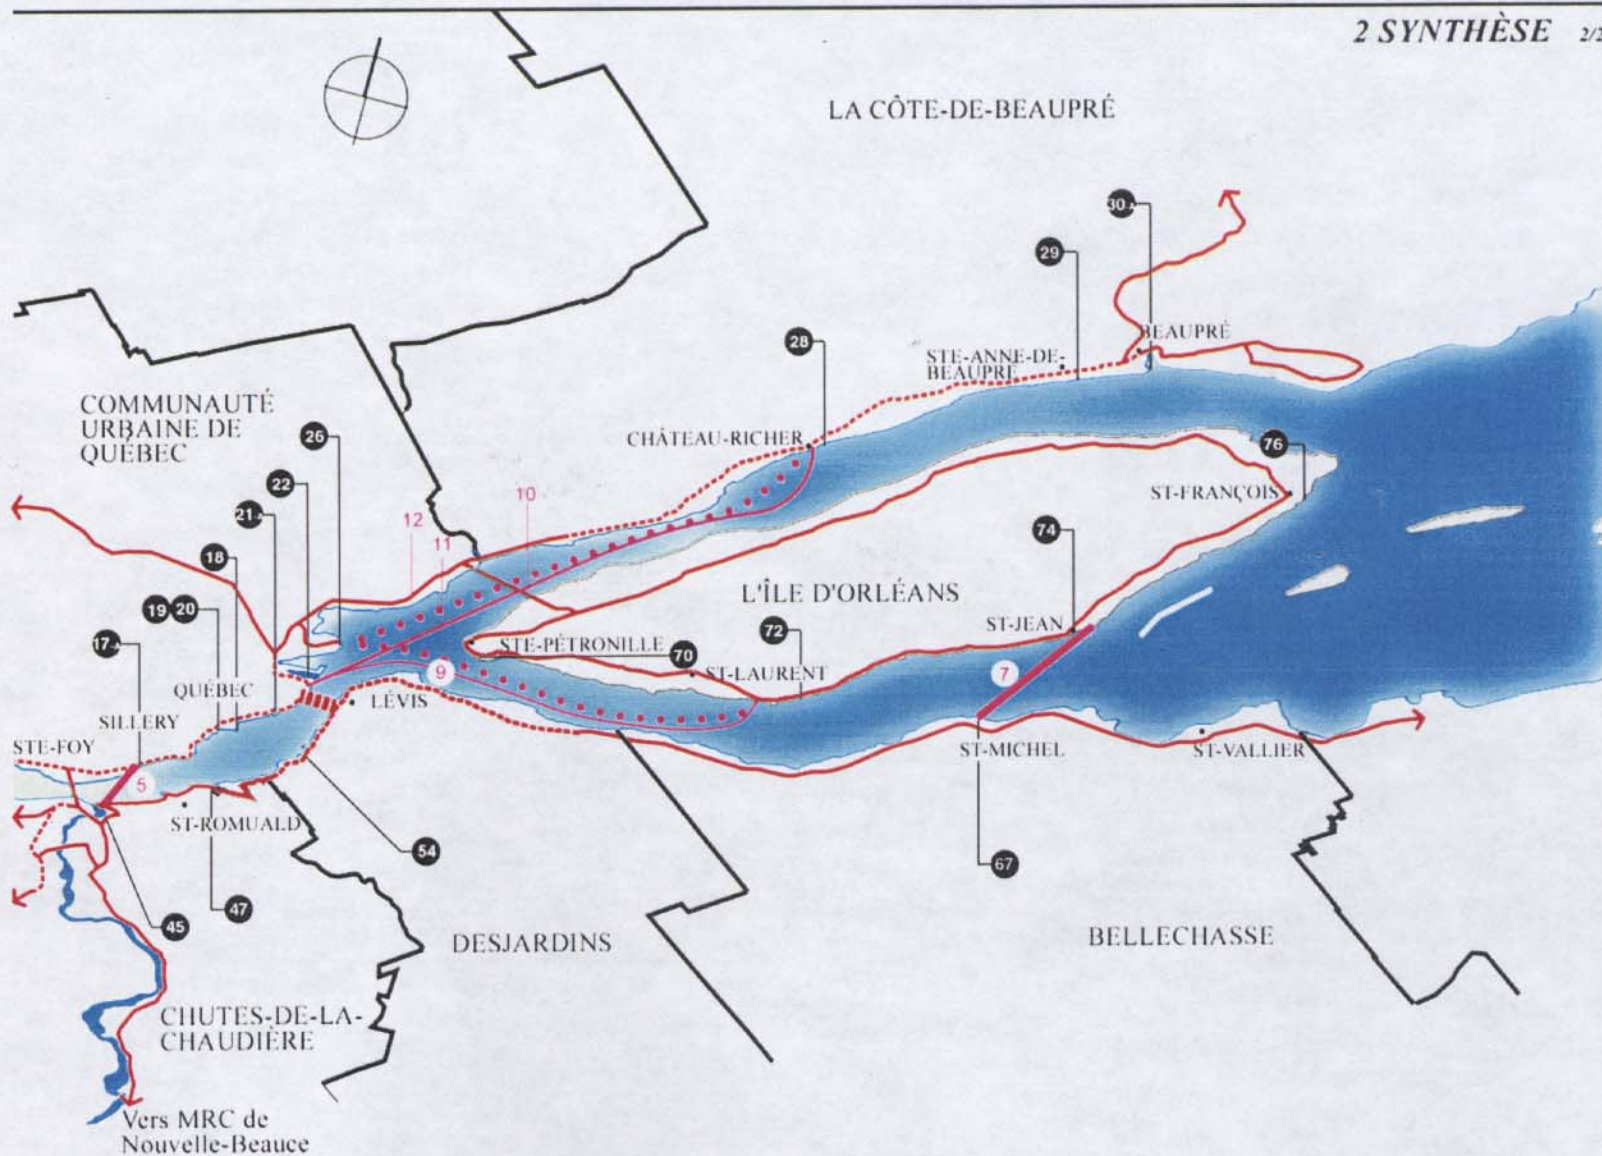 2 SYNTHÈSE 2/2
LA CÔTE-DE-BEAUPRÉ
30
29
BEAUPRÉ
STE-ANNE-DE-
BEAUPRÉ
28
COMMUNAUTÉ
URBAINE DE
QUÉBEC
26
CHÂTEAU-RICHER
76
22
10
ST-FRANÇOIS
21
12
11
74
18
L'ÎLE D'ORLÉANS
19 20
ST-JEAN
72
17
STE-PÉTRONILLE
70
ST-LAURENT
9
7
QUÉBEC
LÉVIS
SILLERY
STE-FOY
ST-MICHEL
ST-VALLIER
5
ST-ROMUALD
54
67
47
45
DESJARDINS
BELLECHASSE
CHUTES-DE-LA-
CHAUDIÈRE
Vers MRC de
Nouvelle-Beauce